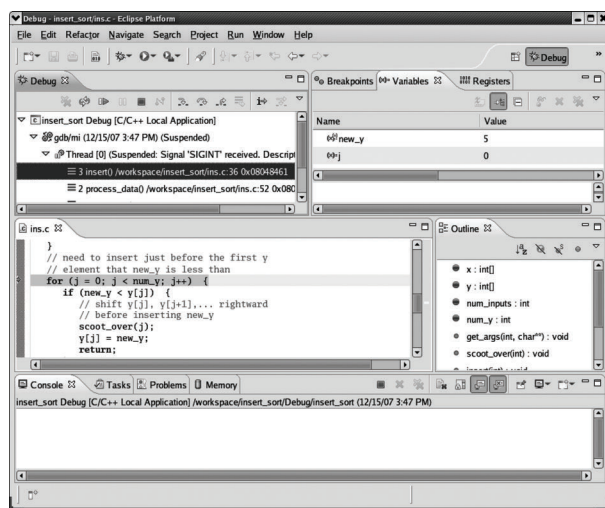 Debug - insert_sort/ins.c - Eclipse Platform
File Edit Refactor Navigate Search Project Run Window Help
Debug
»
Debug
Breakpoints (x)= Variables Registers
insert_sort Debug [C/C++ Local Application]
gdb/mi (12/15/07 3:47 PM) (Suspended)
Thread [0] (Suspended: Signal 'SIGINT' received. Descript
3 insert() /workspace/insert_sort/ins.c:36 0x08048461
2 process_data() /workspace/insert_sort/ins.c:52 0x080
Name Value
new_y 5
j 0
ins.c
}
// need to insert just before the first y
// element that new_y is less than
for (j = 0; j < num_y; j++) {
if (new_y < y[j]) {
// shift y[j], y[j+1],... rightward
// before inserting new_y
scoot_over(j);
y[j] = new_y;
return;
Outline
x : int[]
y : int[]
num_inputs : int
num_y : int
get_args(int, char**) : void
scoot_over(int) : void
Console Tasks Problems Memory
insert_sort Debug [C/C++ Local Application] /workspace/insert_sort/Debug/insert_sort (12/15/07 3:47 PM)